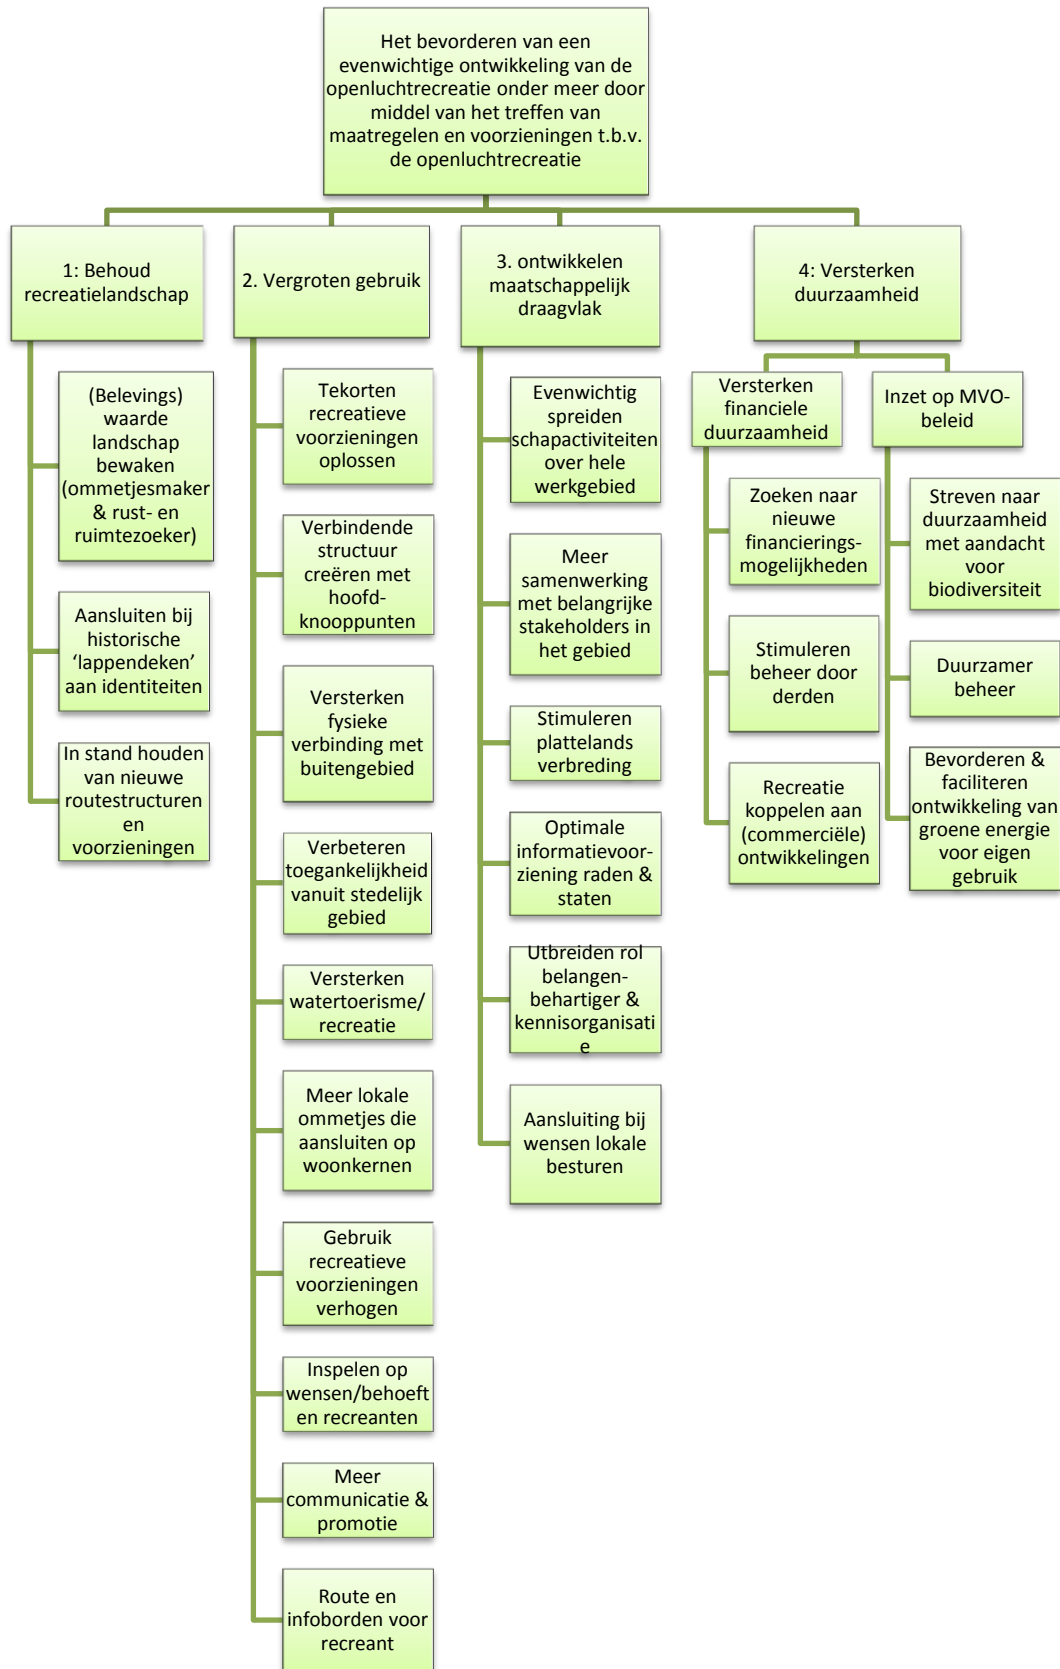 Het bevorderen van een
evenwichtige ontwikkeling van de
openluchtrecreatie onder meer door
middel van het treffen van
maatregelen en voorzieningen t.b.v.
de openluchtrecreatie
1: Behoud
recreatielandschap
(Belevings)
waarde
landschap
bewaken
(ommetjesmaker
& rust- en
ruimtezoeker)
Aansluiten bij
historische
‘lappendeken’
aan identiteiten
In stand houden
van nieuwe
routestructuren
en
voorzieningen
2. Vergroten gebruik
Tekorten
recreatieve
voorzieningen
oplossen
Verbindende
structuur
creëren met
hoofd-
knooppunten
Versterken
fysieke
verbinding met
buitengebied
Verbeteren
toegankelijkheid
vanuit stedelijk
gebied
Versterken
watertoerisme/
recreatie
Meer lokale
ommetjes die
aansluiten op
woonkernen
Gebruik
recreatieve
voorzieningen
verhogen
Inspelen op
wensen/behoeft
en recreanten
Meer
communicatie &
promotie
Route en
infoborden voor
recreant
3. ontwikkelen
maatschappelijk
draagvlak
Evenwichtig
spreiden
schapactiviteiten
over hele
werkgebied
Meer
samenwerking
met belangrijke
stakeholders in
het gebied
Stimuleren
plattelands
verbreding
Optimale
informatievoor-
ziening raden &
staten
Utbreiden rol
belangen-
behartiger &
kennisorganisati
e
Aansluiting bij
wensen lokale
besturen
4: Versterken
duurzaamheid
Versterken
financiele
duurzaamheid
Zoeken naar
nieuwe
financierings-
mogelijkheden
Stimuleren
beheer door
derden
Recreatie
koppelen aan
(commerciële)
ontwikkelingen
Inzet op MVO-
beleid
Streven naar
duurzaamheid
met aandacht
voor
biodiversiteit
Duurzamer
beheer
Bevorderen &
faciliteren
ontwikkeling van
groene energie
voor eigen
gebruik